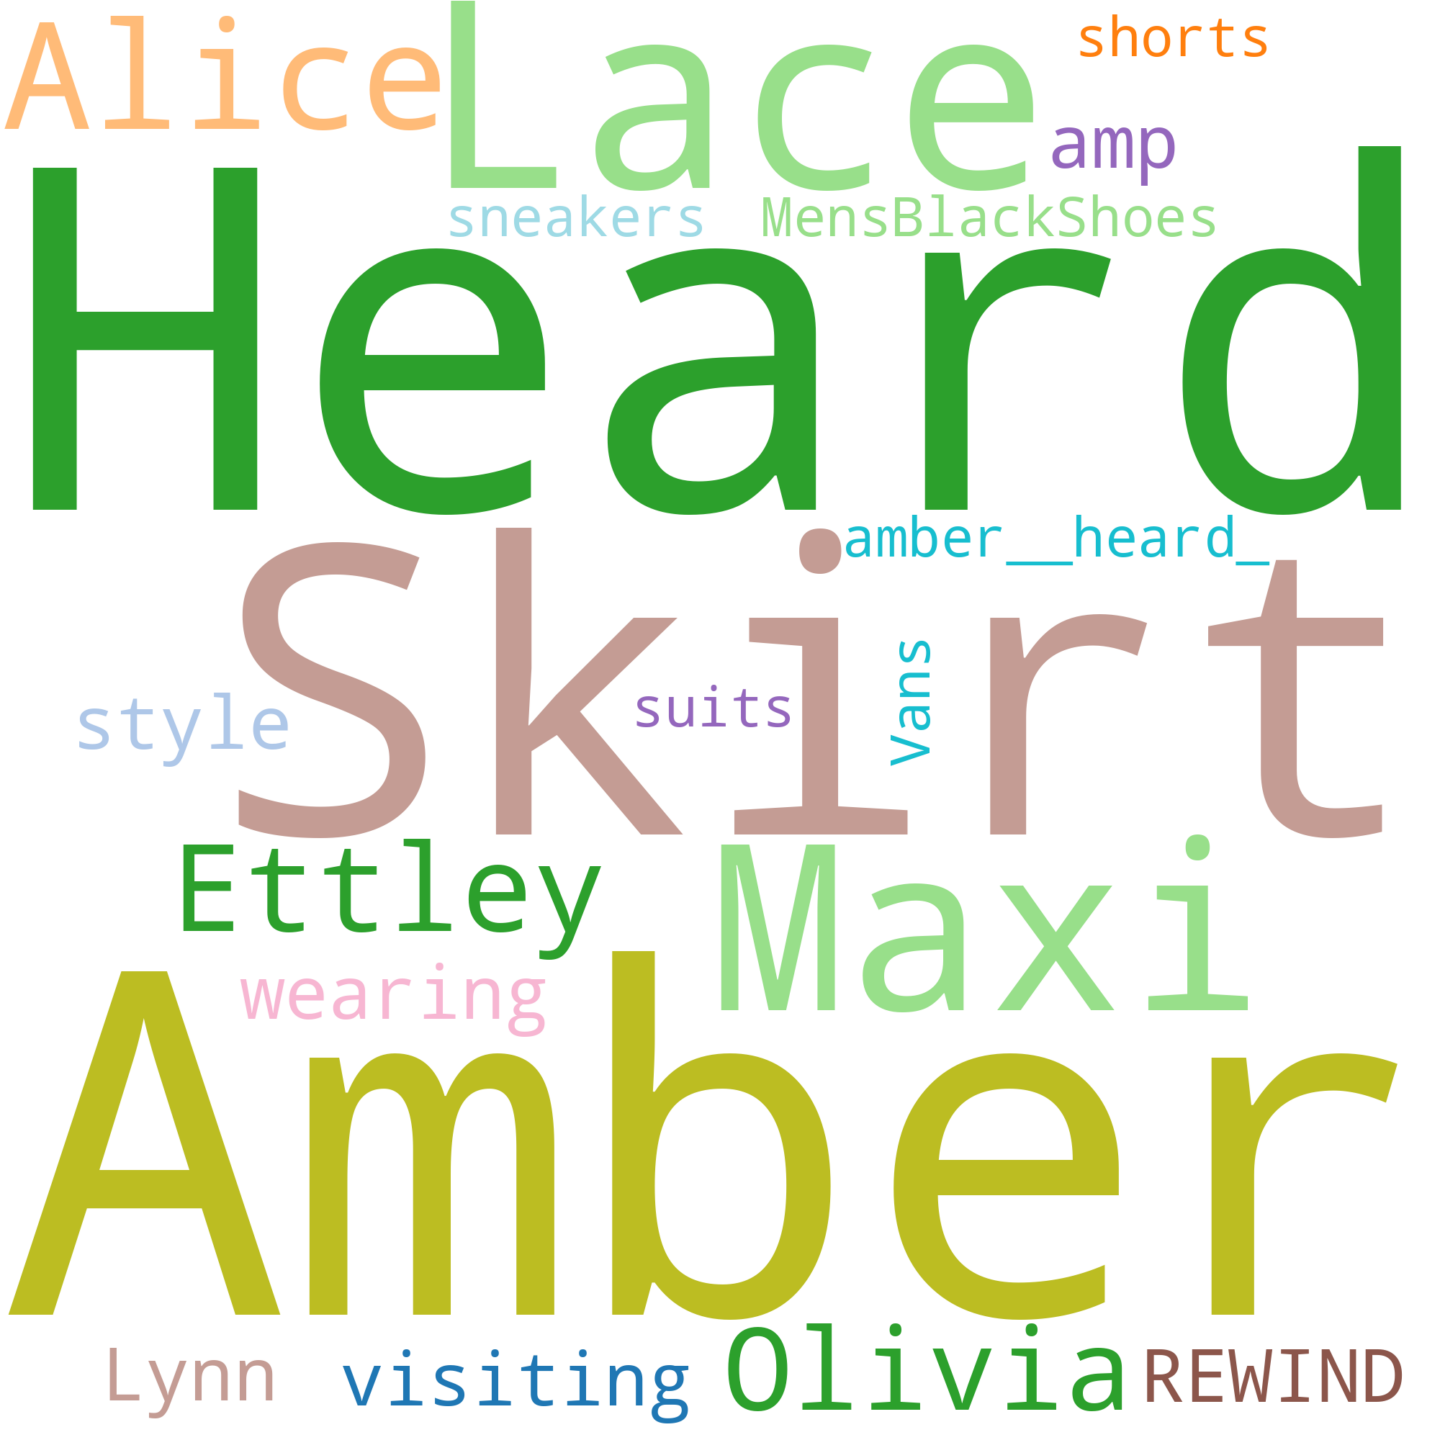 Alice
Lace
shorts
amp
sneakers
MensBlackShoes
Heard
amber__heard_
Skirt
style
suits
Vans
Ettley
Maxi
wearing
Amber
Lynn
visiting
Olivia
REWIND